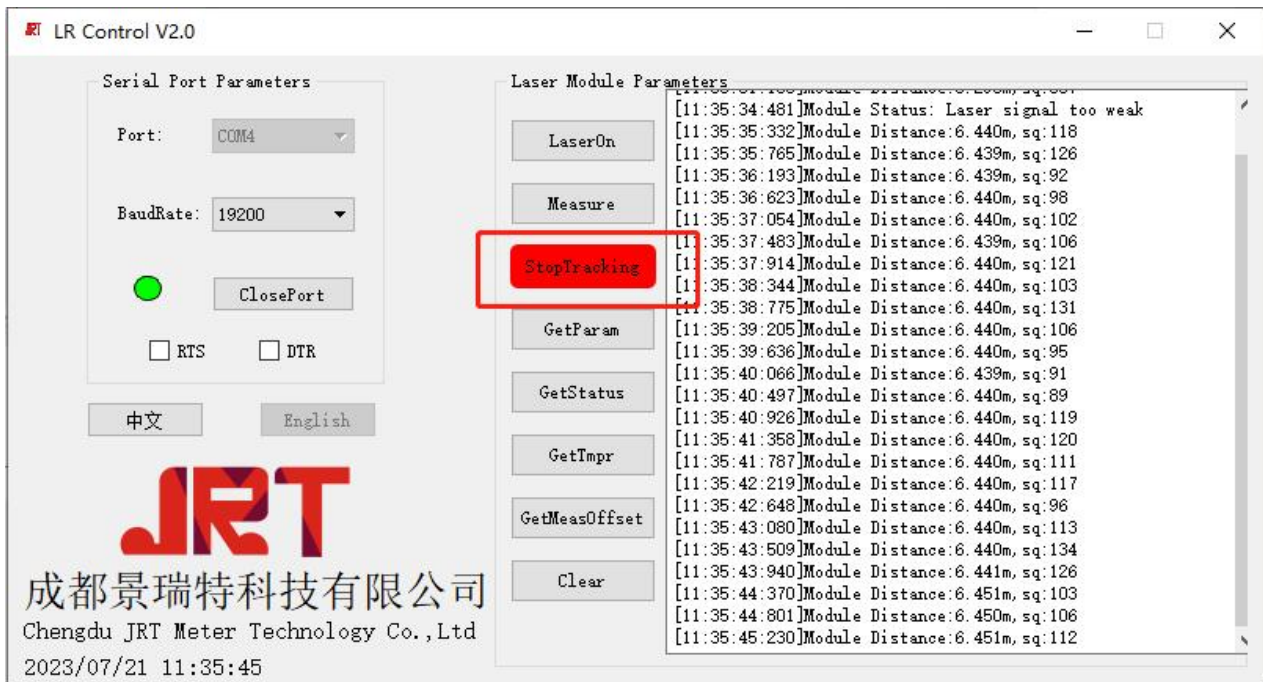 LR Control V2.0
Serial Port Parameters
Port:
COM4
BaudRate:
19200
ClosePort
RTS
DTR
中文
English
JRT
成都景瑞特科技有限公司
Chengdu JRT Meter Technology Co.,Ltd
2023/07/21 11:35:45
Laser Module Parameters
LaserOn
Measure
StopTracking
GetParam
GetStatus
GetTmpr
GetMeasOffset
Clear
[11:35:34:481]Module Status: Laser signal too weak
[11:35:35:332]Module Distance:6.440m,sq:118
[11:35:35:765]Module Distance:6.439m,sq:126
[11:35:36:193]Module Distance:6.439m,sq:92
[11:35:36:623]Module Distance:6.440m,sq:98
[11:35:37:054]Module Distance:6.440m,sq:102
[11:35:37:483]Module Distance:6.439m,sq:106
[11:35:37:914]Module Distance:6.440m,sq:121
[11:35:38:344]Module Distance:6.440m,sq:103
[11:35:38:775]Module Distance:6.440m,sq:131
[11:35:39:205]Module Distance:6.440m,sq:106
[11:35:39:636]Module Distance:6.440m,sq:95
[11:35:40:066]Module Distance:6.439m,sq:91
[11:35:40:497]Module Distance:6.440m,sq:89
[11:35:40:926]Module Distance:6.440m,sq:119
[11:35:41:358]Module Distance:6.440m,sq:120
[11:35:41:787]Module Distance:6.440m,sq:111
[11:35:42:219]Module Distance:6.440m,sq:117
[11:35:42:648]Module Distance:6.440m,sq:96
[11:35:43:080]Module Distance:6.440m,sq:113
[11:35:43:509]Module Distance:6.440m,sq:134
[11:35:43:940]Module Distance:6.441m,sq:126
[11:35:44:370]Module Distance:6.451m,sq:103
[11:35:44:801]Module Distance:6.450m,sq:106
[11:35:45:230]Module Distance:6.451m,sq:112